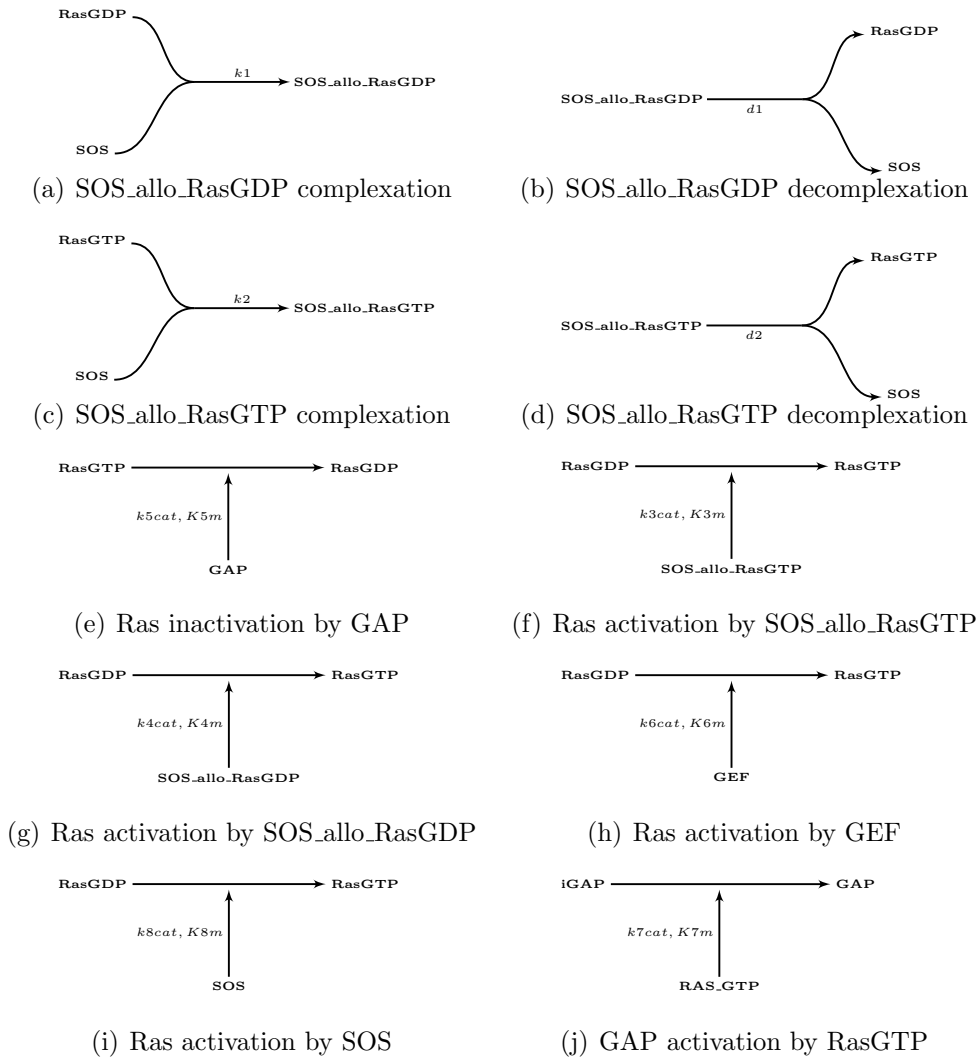 RasGDP
k1
SOS_allo_RasGDP
SOS
(a) SOS_allo_RasGDP complexation
RasGDP
SOS_allo_RasGDP
d1
SOS
(b) SOS_allo_RasGDP decomplexation
RasGTP
k2
SOS_allo_RasGTP
SOS
(c) SOS_allo_RasGTP complexation
RasGTP
SOS_allo_RasGTP
d2
SOS
(d) SOS_allo_RasGTP decomplexation
RasGTP RasGDP
k5cat, K5m
GAP
(e) Ras inactivation by GAP
RasGDP RasGTP
k3cat, K3m
SOS_allo_RasGTP
(f) Ras activation by SOS_allo_RasGTP
RasGDP RasGTP
k4cat, K4m
SOS_allo_RasGDP
(g) Ras activation by SOS_allo_RasGDP
RasGDP RasGTP
k6cat, K6m
GEF
(h) Ras activation by GEF
RasGDP RasGTP
k8cat, K8m
SOS
(i) Ras activation by SOS
iGAP GAP
k7cat, K7m
RAS_GTP
(j) GAP activation by RasGTP